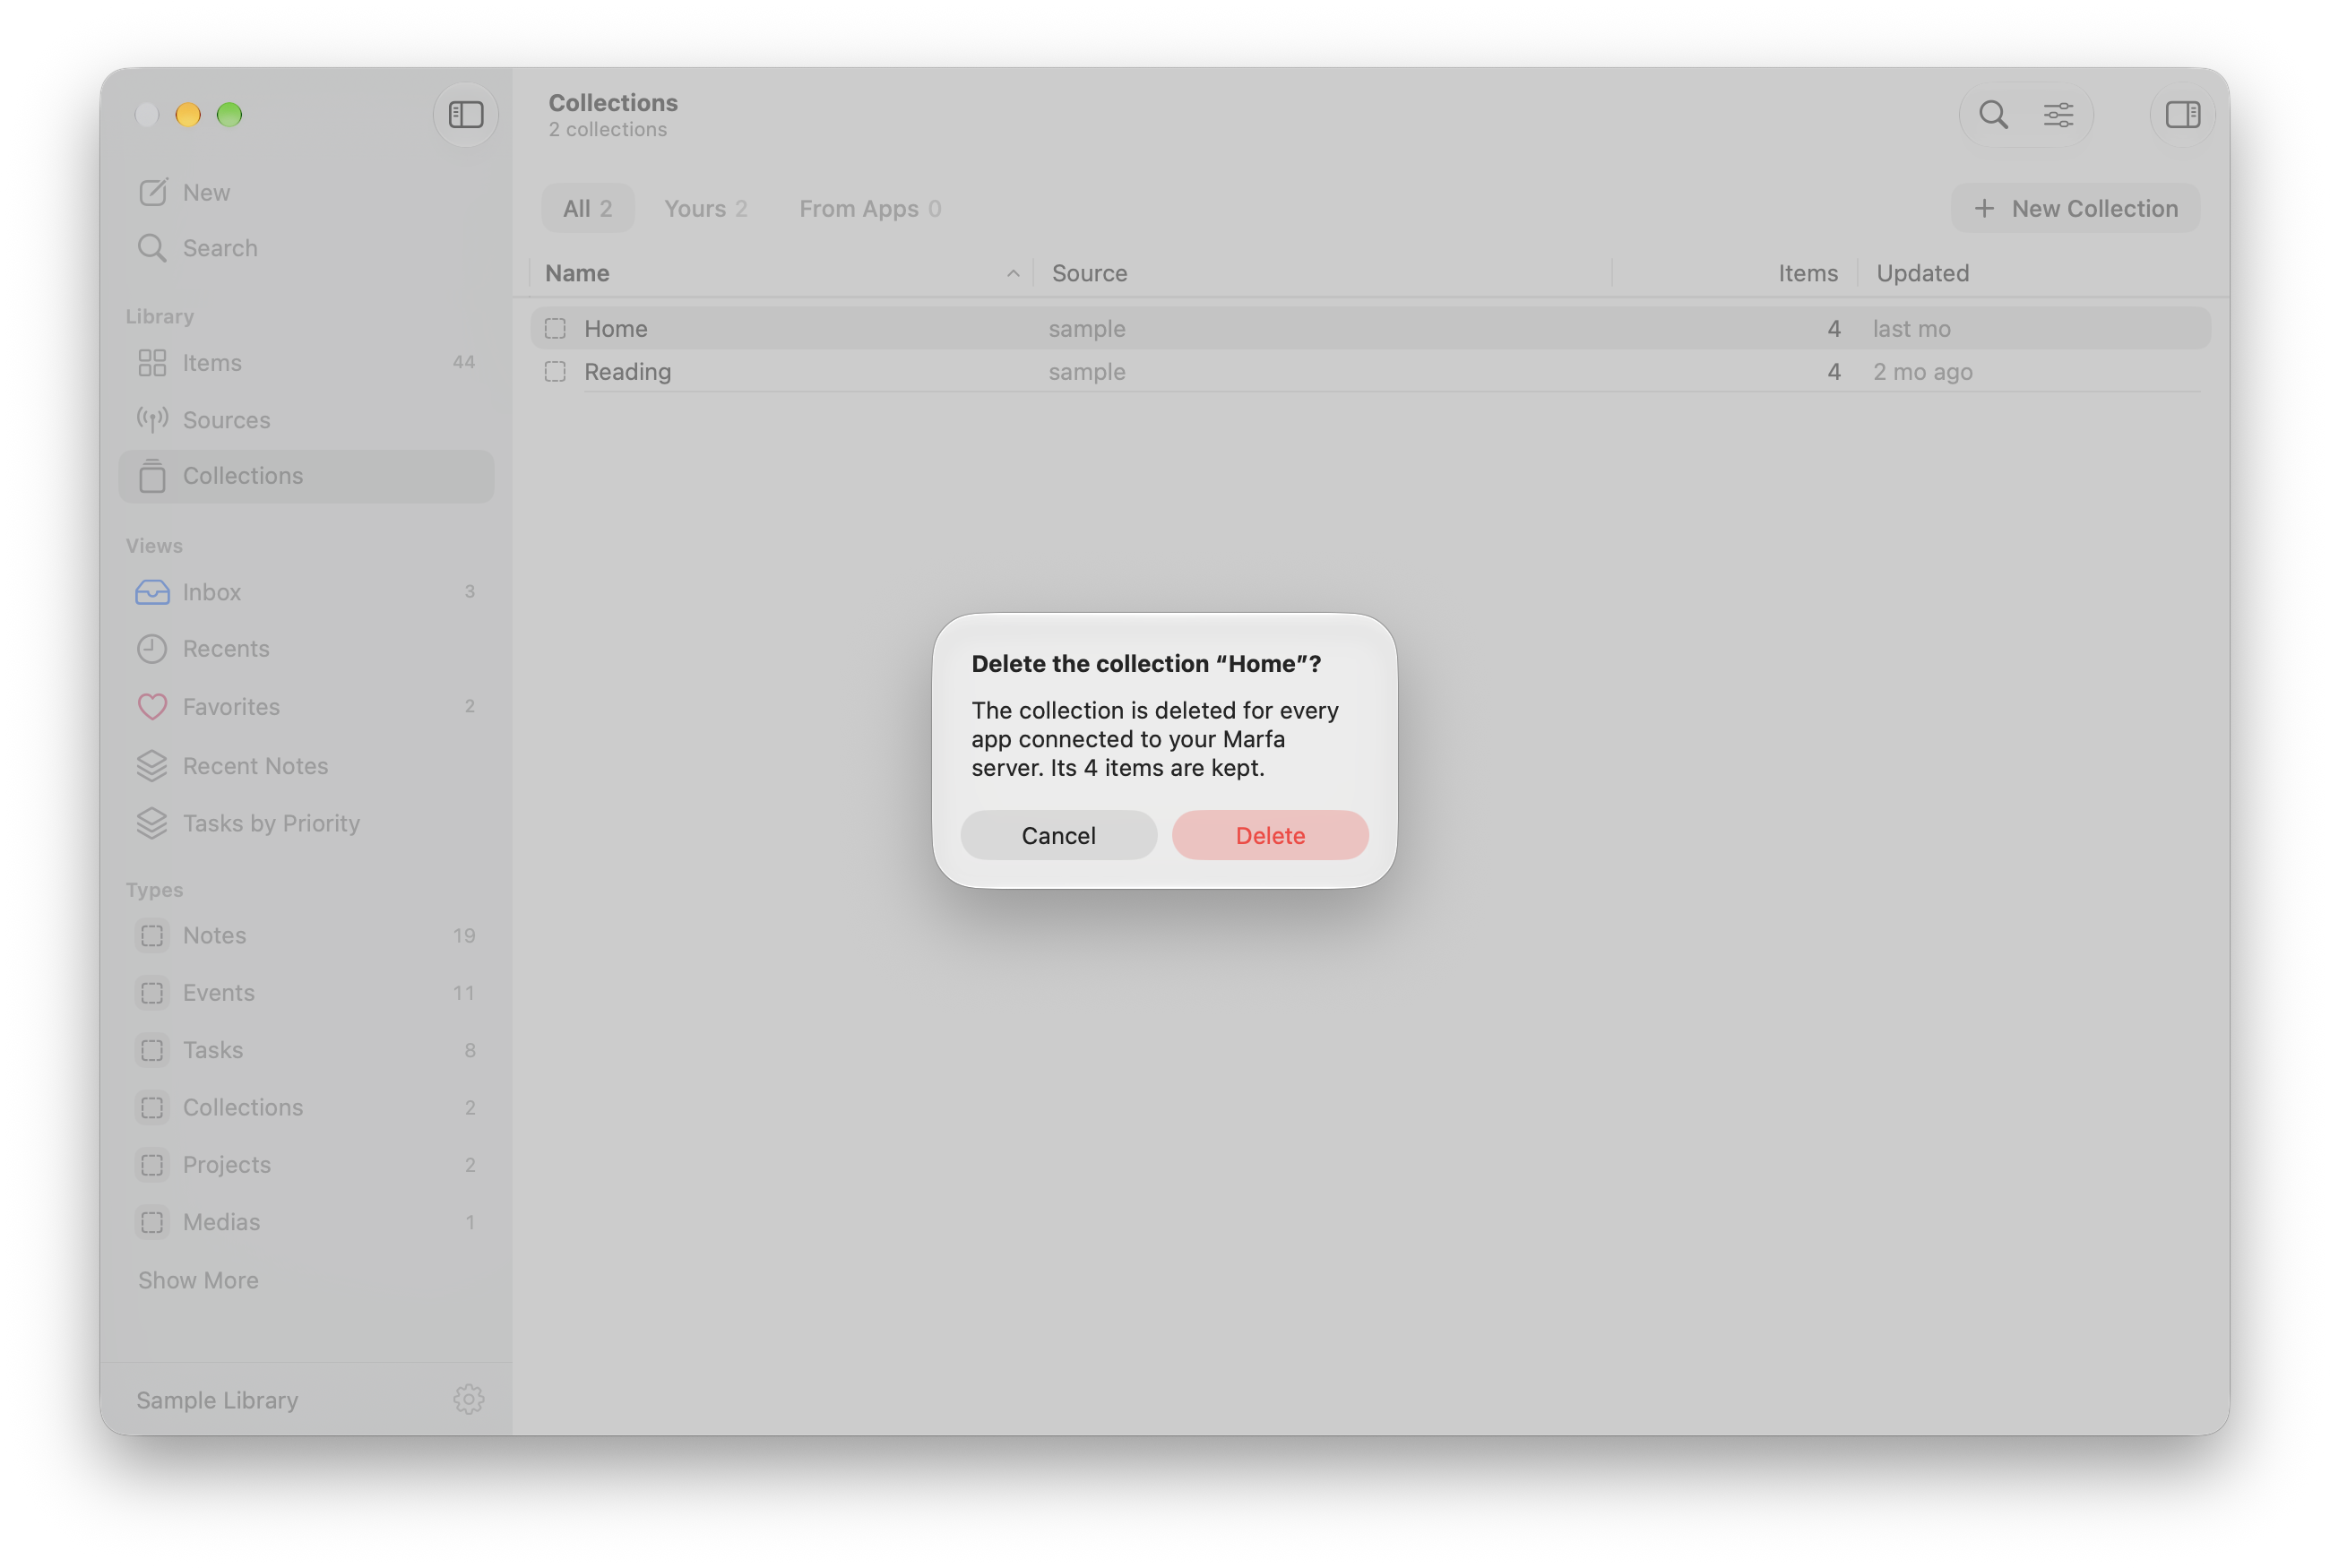 New
Search
Library
Items 44
Sources
Collections
Views
Inbox 3
Recents
Favorites 2
Recent Notes
Tasks by Priority
Types
Notes 19
Events 11
Tasks 8
Collections 2
Projects 2
Medias 1
Show More
Sample Library
Collections
2 collections
All 2 Yours 2 From Apps 0
New Collection
Name Source Items Updated
Home sample 4 last mo
Reading sample 4 2 mo ago
Delete the collection “Home”?
The collection is deleted for every
app connected to your Marfa
server. Its 4 items are kept.
Cancel Delete